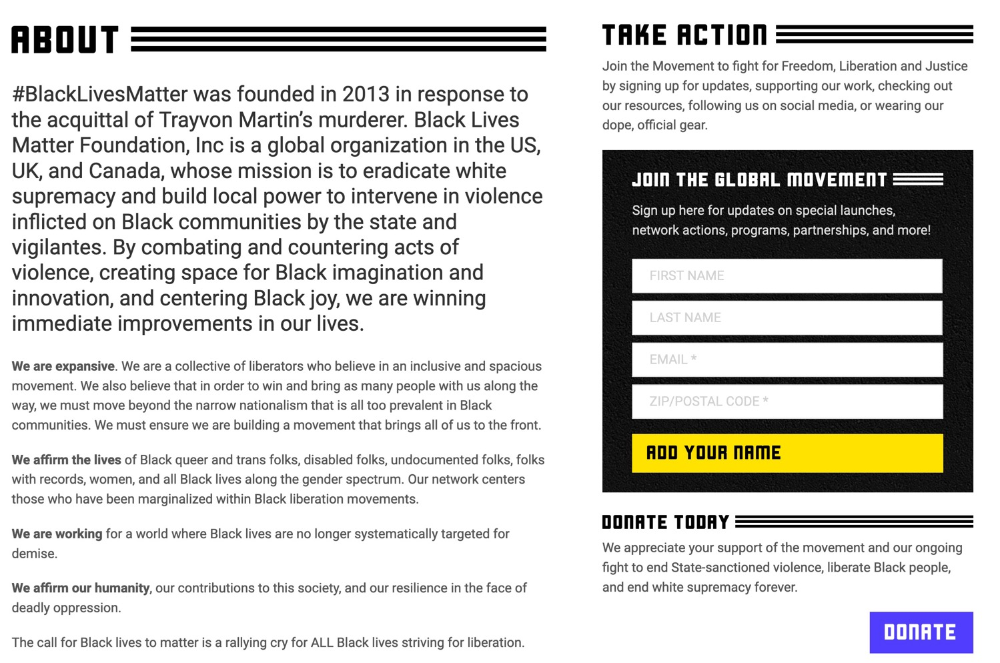 ABOUT
#BlackLivesMatter was founded in 2013 in response to
the acquittal of Trayvon Martin’s murderer. Black Lives
Matter Foundation, Inc is a global organization in the US,
UK, and Canada, whose mission is to eradicate white
supremacy and build local power to intervene in violence
inflicted on Black communities by the state and
vigilantes. By combating and countering acts of
violence, creating space for Black imagination and
innovation, and centering Black joy, we are winning
immediate improvements in our lives.
We are expansive. We are a collective of liberators who believe in an inclusive and spacious
movement. We also believe that in order to win and bring as many people with us along the
way, we must move beyond the narrow nationalism that is all too prevalent in Black
communities. We must ensure we are building a movement that brings all of us to the front.
We affirm the lives of Black queer and trans folks, disabled folks, undocumented folks, folks
with records, women, and all Black lives along the gender spectrum. Our network centers
those who have been marginalized within Black liberation movements.
We are working for a world where Black lives are no longer systematically targeted for
demise.
We affirm our humanity, our contributions to this society, and our resilience in the face of
deadly oppression.
The call for Black lives to matter is a rallying cry for ALL Black lives striving for liberation.
TAKE ACTION
Join the Movement to fight for Freedom, Liberation and Justice
by signing up for updates, supporting our work, checking out
our resources, following us on social media, or wearing our
dope, official gear.
JOIN THE GLOBAL MOVEMENT
Sign up here for updates on special launches,
network actions, programs, partnerships, and more!
FIRST NAME
LAST NAME
EMAIL *
ZIP/POSTAL CODE *
ADD YOUR NAME
DONATE TODAY
We appreciate your support of the movement and our ongoing
fight to end State-sanctioned violence, liberate Black people,
and end white supremacy forever.
DONATE